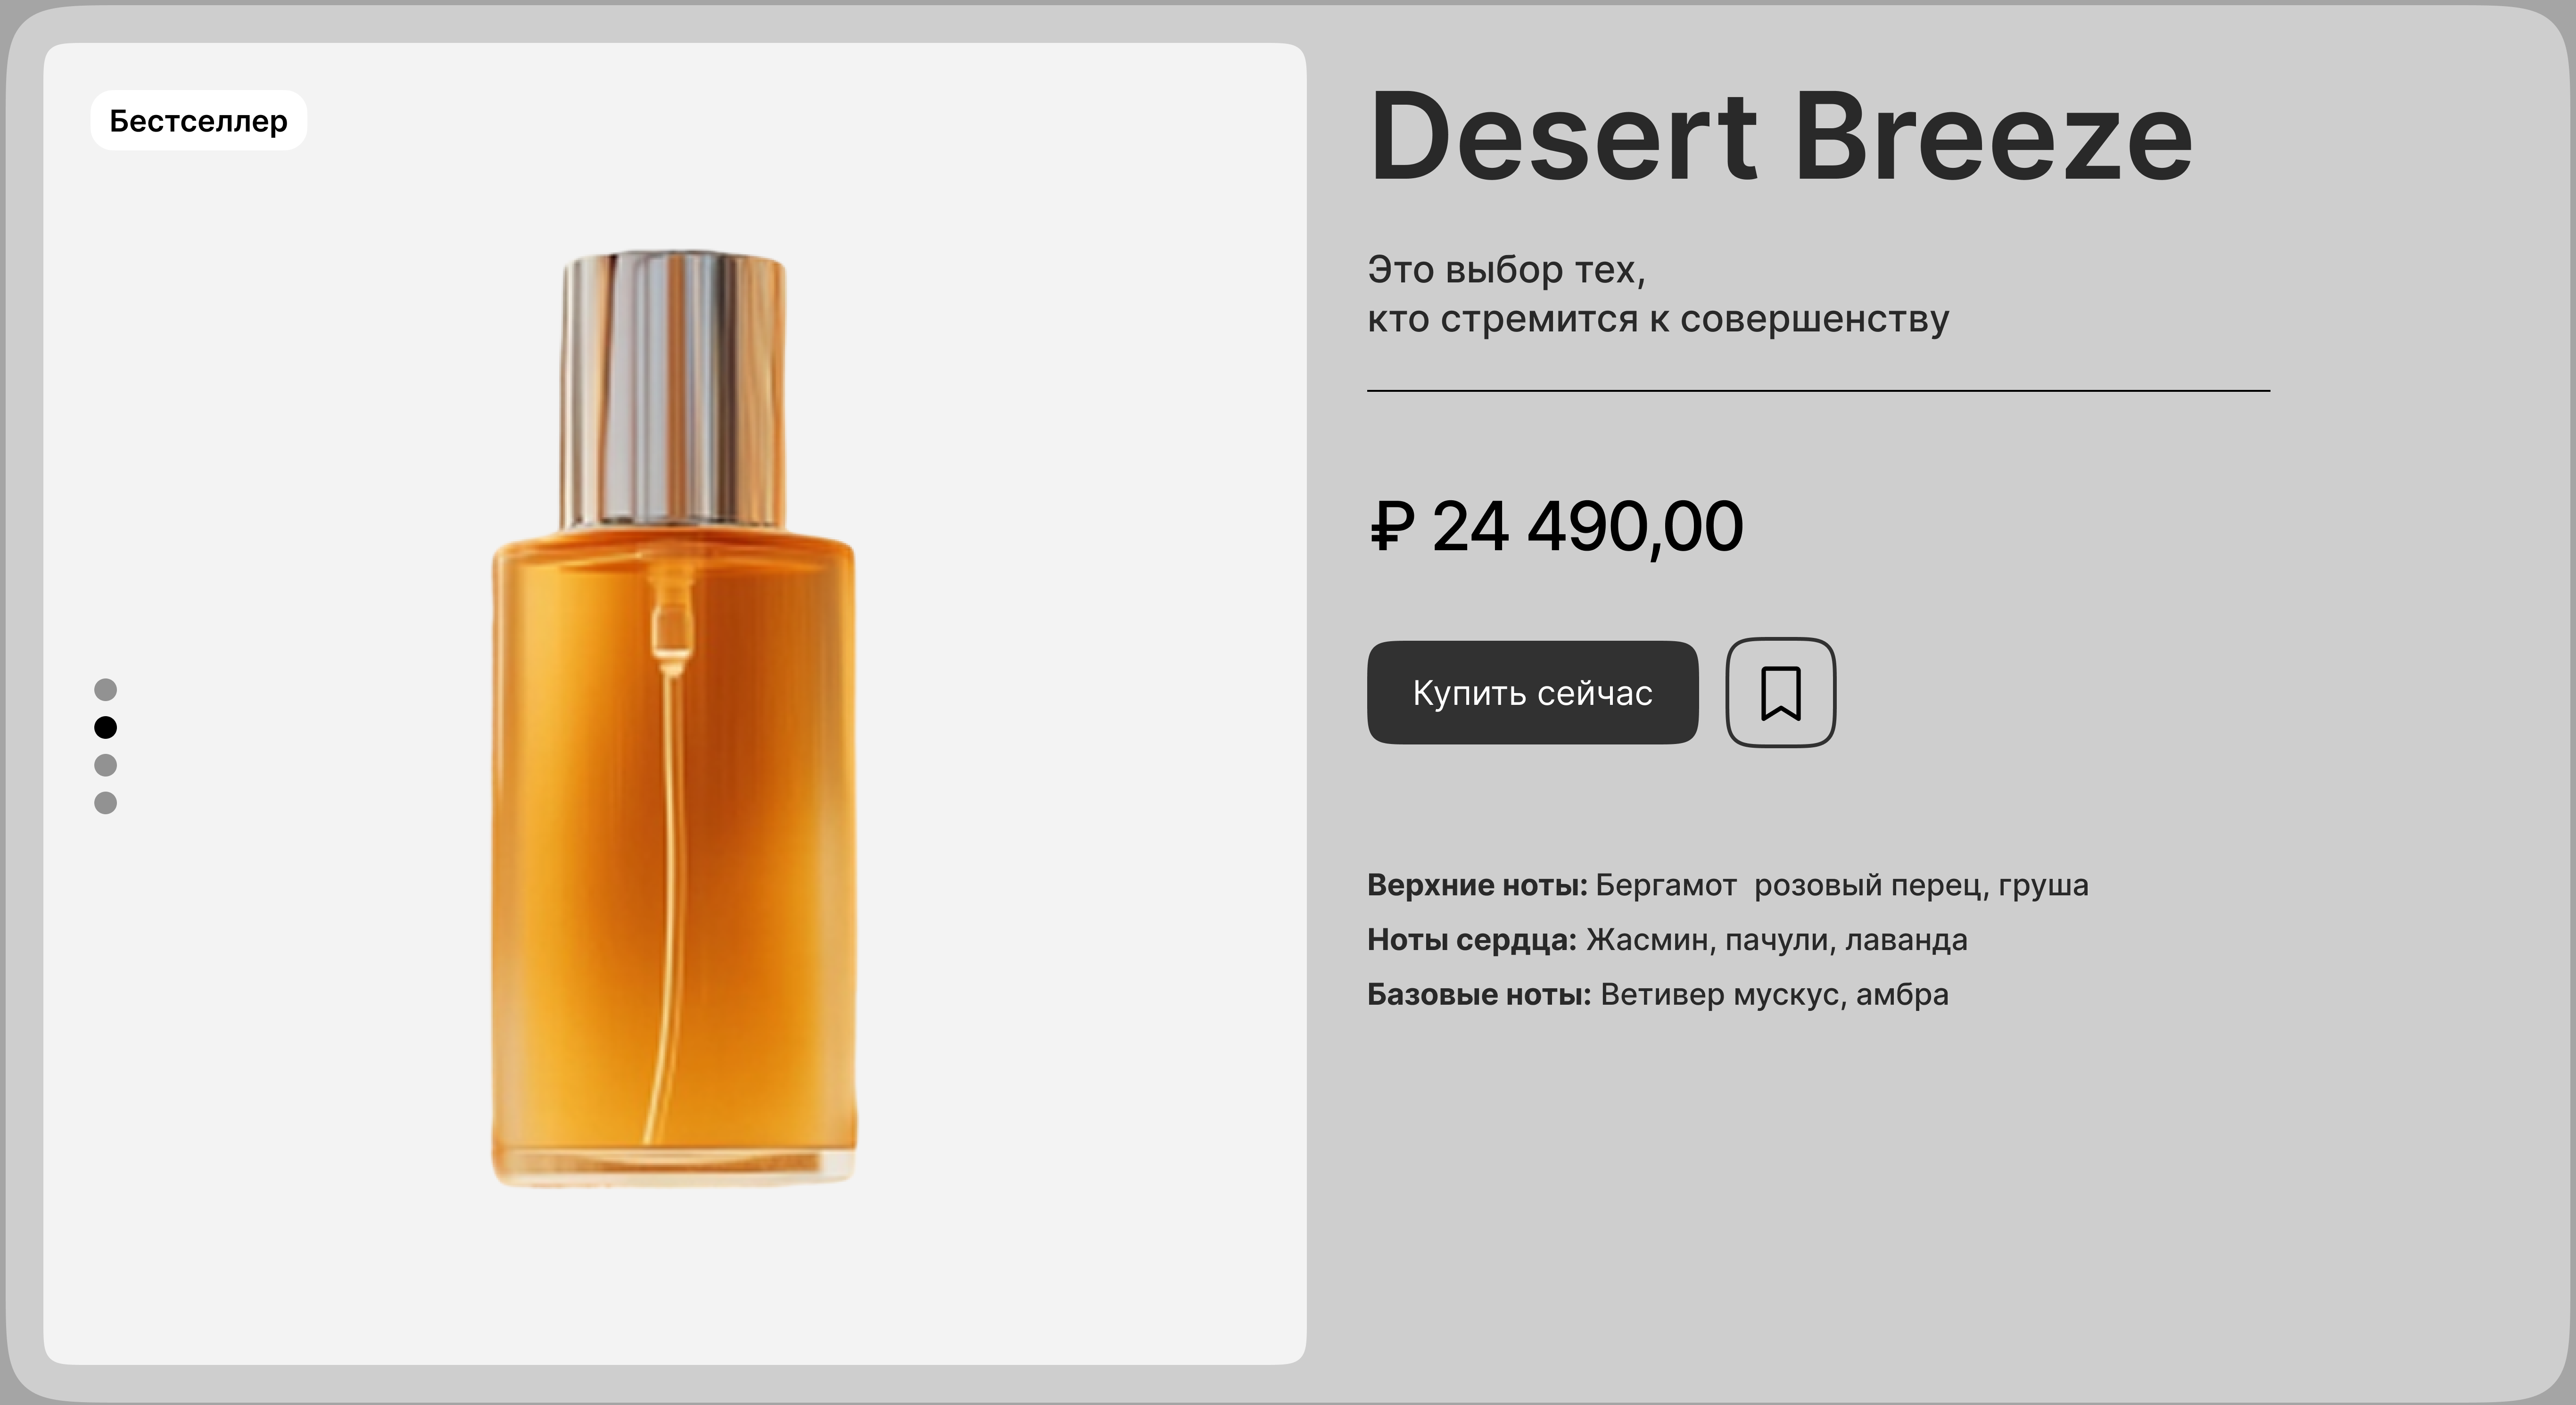 Бестселлер
Desert Breeze
Это выбор тех,
кто стремится к совершенству
₽ 24 490,00
Купить сейчас
Верхние ноты: Бергамот  розовый перец, груша
Ноты сердца: Жасмин, пачули, лаванда
Базовые ноты: Ветивер мускус, амбра